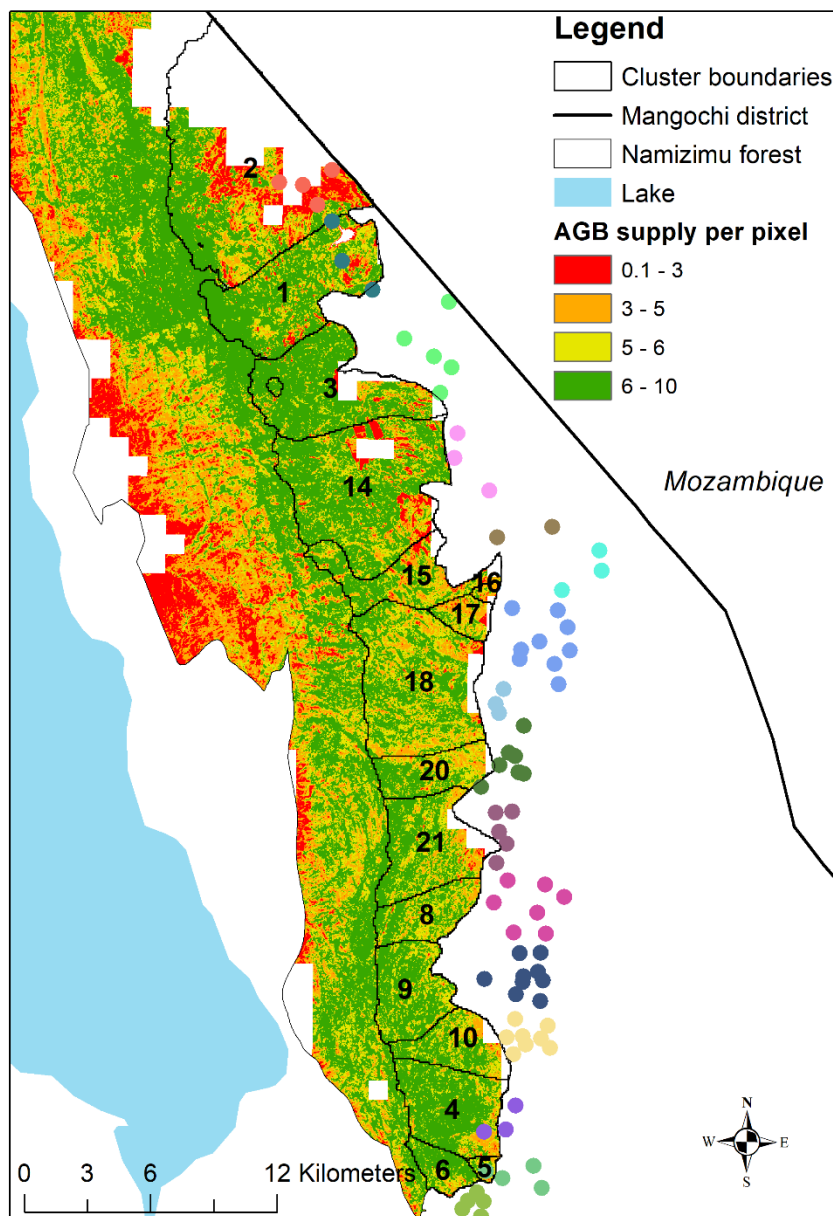 Legend
Cluster boundaries
Mangochi district
Namizimu forest
Lake
AGB supply per pixel
0.1 - 3
3 - 5
5 - 6
6 - 10
2
1
3
14
Mozambique
15
16
17
18
20
21
8
9
10
4
6
5
N
W
E
S
0 3 6 12 Kilometers